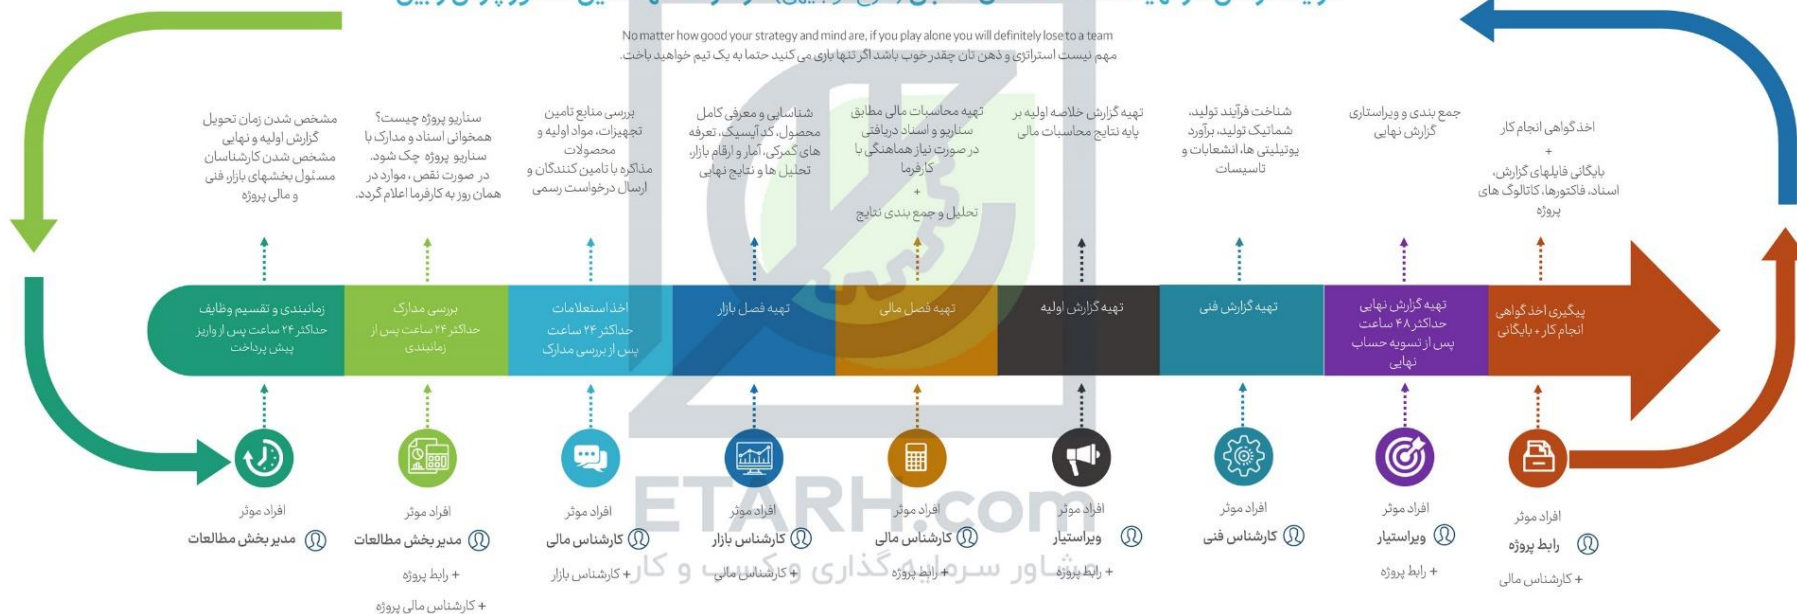 No matter how good your strategy and mind are, if you play alone you will definitely lose to a team
مهم نیست استراتژی و ذهن تان چقدر خوب باشد اگر تنها بازی می کنید حتما به یک تیم خواهید باخت.
مشخص شدن زمان تحویل
گزارش اولیه و نهایی
مشخص شدن کارشناسان
مسئول بخشهای بازار، فنی
و مالی پروژه
سناریو پروژه چیست؟
همخوانی اسناد و مدارک با
سناریو پروژه چک شود.
در صورت نقص ، موارد در
همان روز به کارفرما اعلام گردد.
بررسی منابع تامین
تجهیزات، مواد اولیه و
محصولات
مذاکره با تامین کنندگان و
ارسال درخواست رسمی
شناسایی و معرفی کامل
محصول، کد آیسیک، تعرفه
های گمرکی، آمار و ارقام بازار،
تحلیل ها و نتایج نهایی
تهیه محاسبات مالی مطابق
سناریو و اسناد دریافتی
در صورت نیاز هماهنگی با
کارفرما
+
تحلیل و جمع بندی نتایج
تهیه گزارش خلاصه اولیه بر
پایه نتایج محاسبات مالی
شناخت فرآیند تولید،
شماتیک تولید، برآورد
یوتیلیتی ها، انشعابات و
تاسیسات
جمع بندی و ویراستاری
گزارش نهایی
اخذ گواهی انجام کار
+
بایگانی فایلهای گزارش،
اسناد، فاکتورها، کاتالوگ های
پروژه
زمانبندی و تقسیم وظایف
حداکثر ۲۴ ساعت پس از واریز
پیش پرداخت
بررسی مدارک
حداکثر ۲۴ ساعت پس از
زمانبندی
اخذ استعلامات
حداکثر ۲۴ ساعت
پس از بررسی مدارک
تهیه فصل بازار
تهیه فصل مالی
تهیه گزارش اولیه
تهیه گزارش فنی
تهیه گزارش نهایی
حداکثر ۴۸ ساعت
پس از تسویه حساب
نهایی
پیگیری اخذ گواهی
انجام کار + بایگانی
افراد موثر
مدیر بخش مطالعات
افراد موثر
مدیر بخش مطالعات
+ رابط پروژه
+ کارشناس مالی پروژه
افراد موثر
کارشناس مالی
+ کارشناس بازار
افراد موثر
کارشناس بازار
+ کارشناس مالی
افراد موثر
کارشناس مالی
+ رابط پروژه
افراد موثر
ویراستیار
+ رابط پروژه
افراد موثر
کارشناس فنی
افراد موثر
ویراستیار
+ رابط پروژه
افراد موثر
رابط پروژه
+ کارشناس مالی
ETARH.com
مشاور سرمایه گذاری و کسب و کار